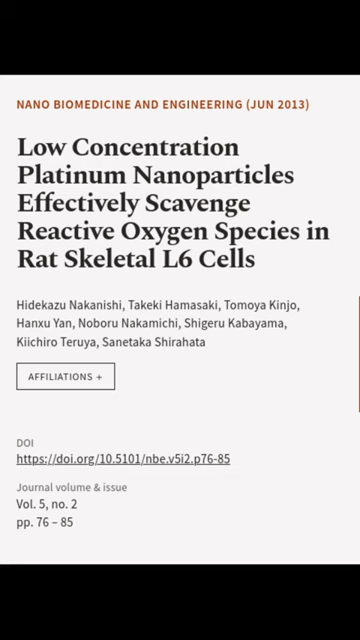 NANO BIOMEDICINE AND ENGINEERING (JUN 2013)
Low Concentration
Platinum Nanoparticles
Effectively Scavenge
Reactive Oxygen Species in
Rat Skeletal L6 Cells
Hidekazu Nakanishi, Takeki Hamasaki, Tomoya Kinjo,
Hanxu Yan, Noboru Nakamichi, Shigeru Kabayama,
Kiichiro Teruya, Sanetaka Shirahata
AFFILIATIONS +
DOI
https://doi.org/10.5101/nbe.v5i2.p76-85
Journal volume & issue
Vol. 5, no. 2
pp. 76 – 85